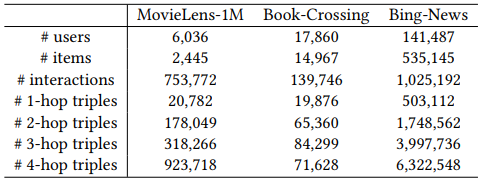 MovieLens-1M Book-Crossing Bing-News
# users 6,036 17,860 141,487
# items 2,445 14,967 535,145
# interactions 753,772 139,746 1,025,192
# 1-hop triples 20,782 19,876 503,112
# 2-hop triples 178,049 65,360 1,748,562
# 3-hop triples 318,266 84,299 3,997,736
# 4-hop triples 923,718 71,628 6,322,548